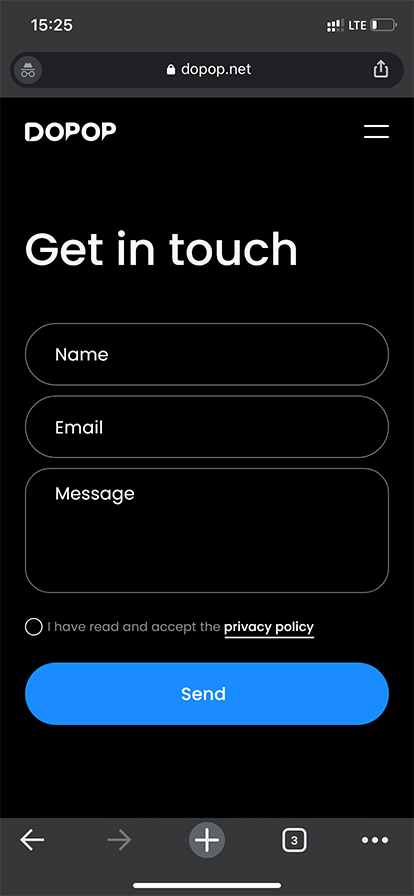 15:25
LTE
dopop.net
DOPOP
Get in touch
Name
Email
Message
I have read and accept the privacy policy
Send
3